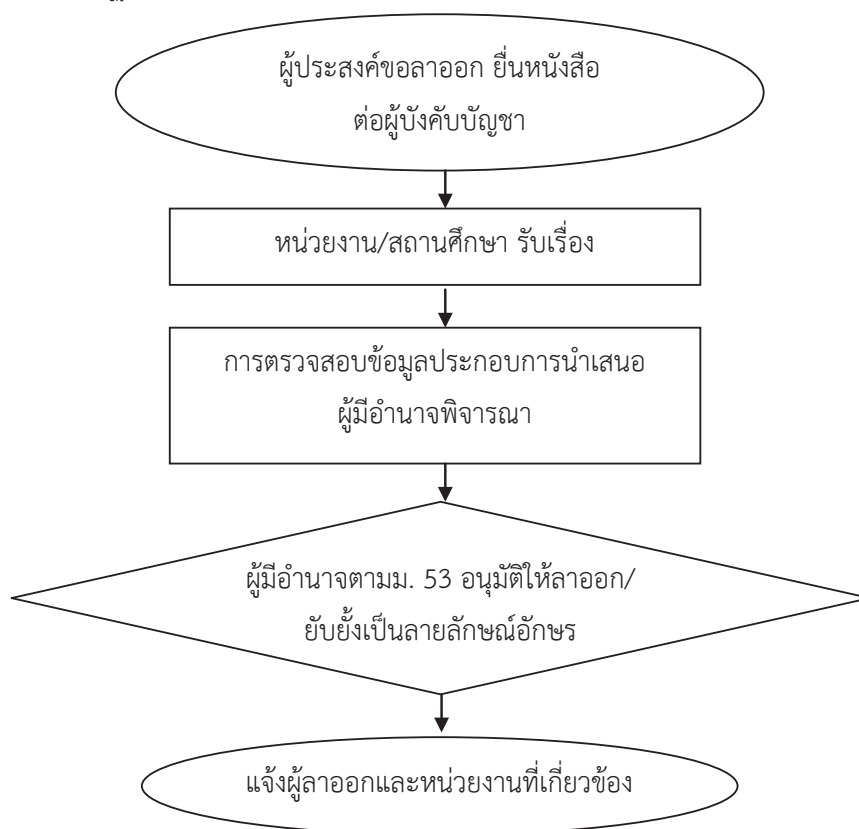 ผู้ประสงค์ขอลาออก ยื่นหนังสือ
ต่อผู้บังคับบัญชา
หน่วยงาน/สถานศึกษา รับเรื่อง
การตรวจสอบข้อมูลประกอบการนำเสนอ
ผู้มีอำนาจพิจารณา
ผู้มีอำนาจตามม. 53 อนุมัติให้ลาออก/
ยับยั้งเป็นลายลักษณ์อักษร
แจ้งผู้ลาออกและหน่วยงานที่เกี่ยวข้อง